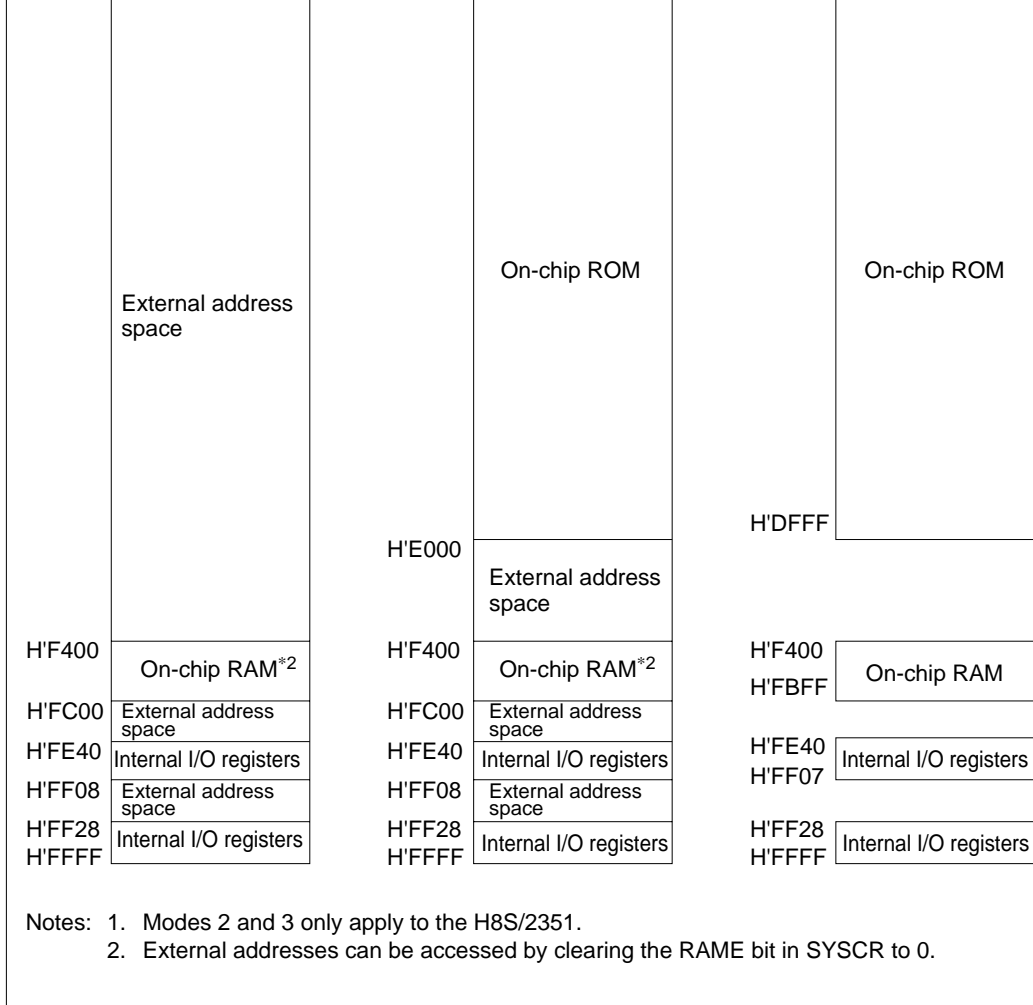 External address
space
H'F400
On-chip RAM*2
H'FC00
External address
space
H'FE40
Internal I/O registers
H'FF08
External address
space
H'FF28
Internal I/O registers
H'FFFF
On-chip ROM
H'E000
External address
space
H'F400
On-chip RAM*2
H'FC00
External address
space
H'FE40
Internal I/O registers
H'FF08
External address
space
H'FF28
Internal I/O registers
H'FFFF
On-chip ROM
H'DFFF
H'F400
On-chip RAM
H'FBFF
H'FE40
Internal I/O registers
H'FF07
H'FF28
Internal I/O registers
H'FFFF
Notes: 1. Modes 2 and 3 only apply to the H8S/2351.
2. External addresses can be accessed by clearing the RAME bit in SYSCR to 0.